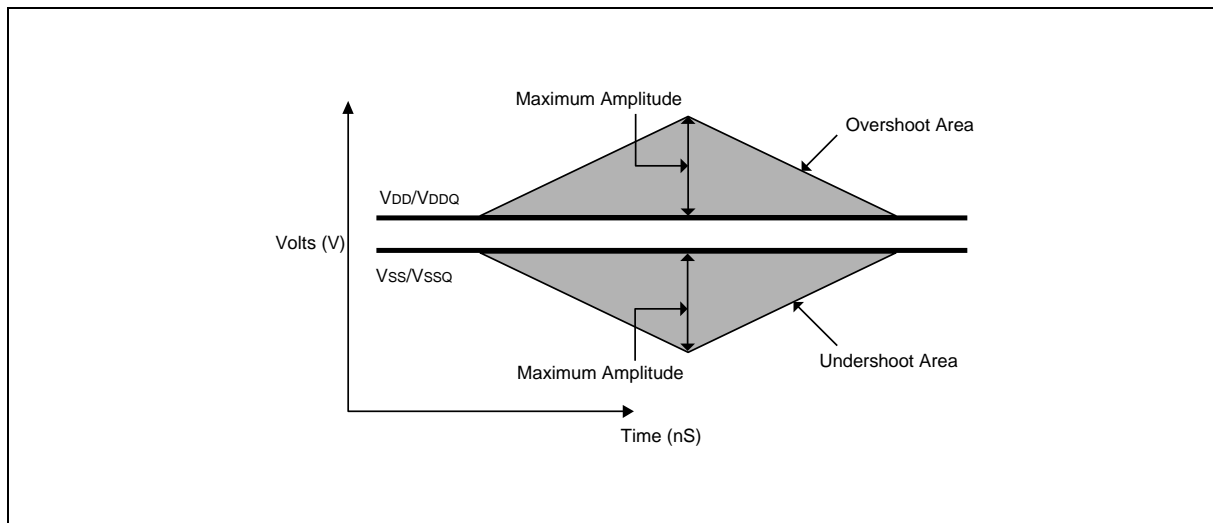 Maximum Amplitude
Overshoot Area
VDD/VDDQ
Volts (V)
VSS/VSSQ
Undershoot Area
Maximum Amplitude
Time (nS)